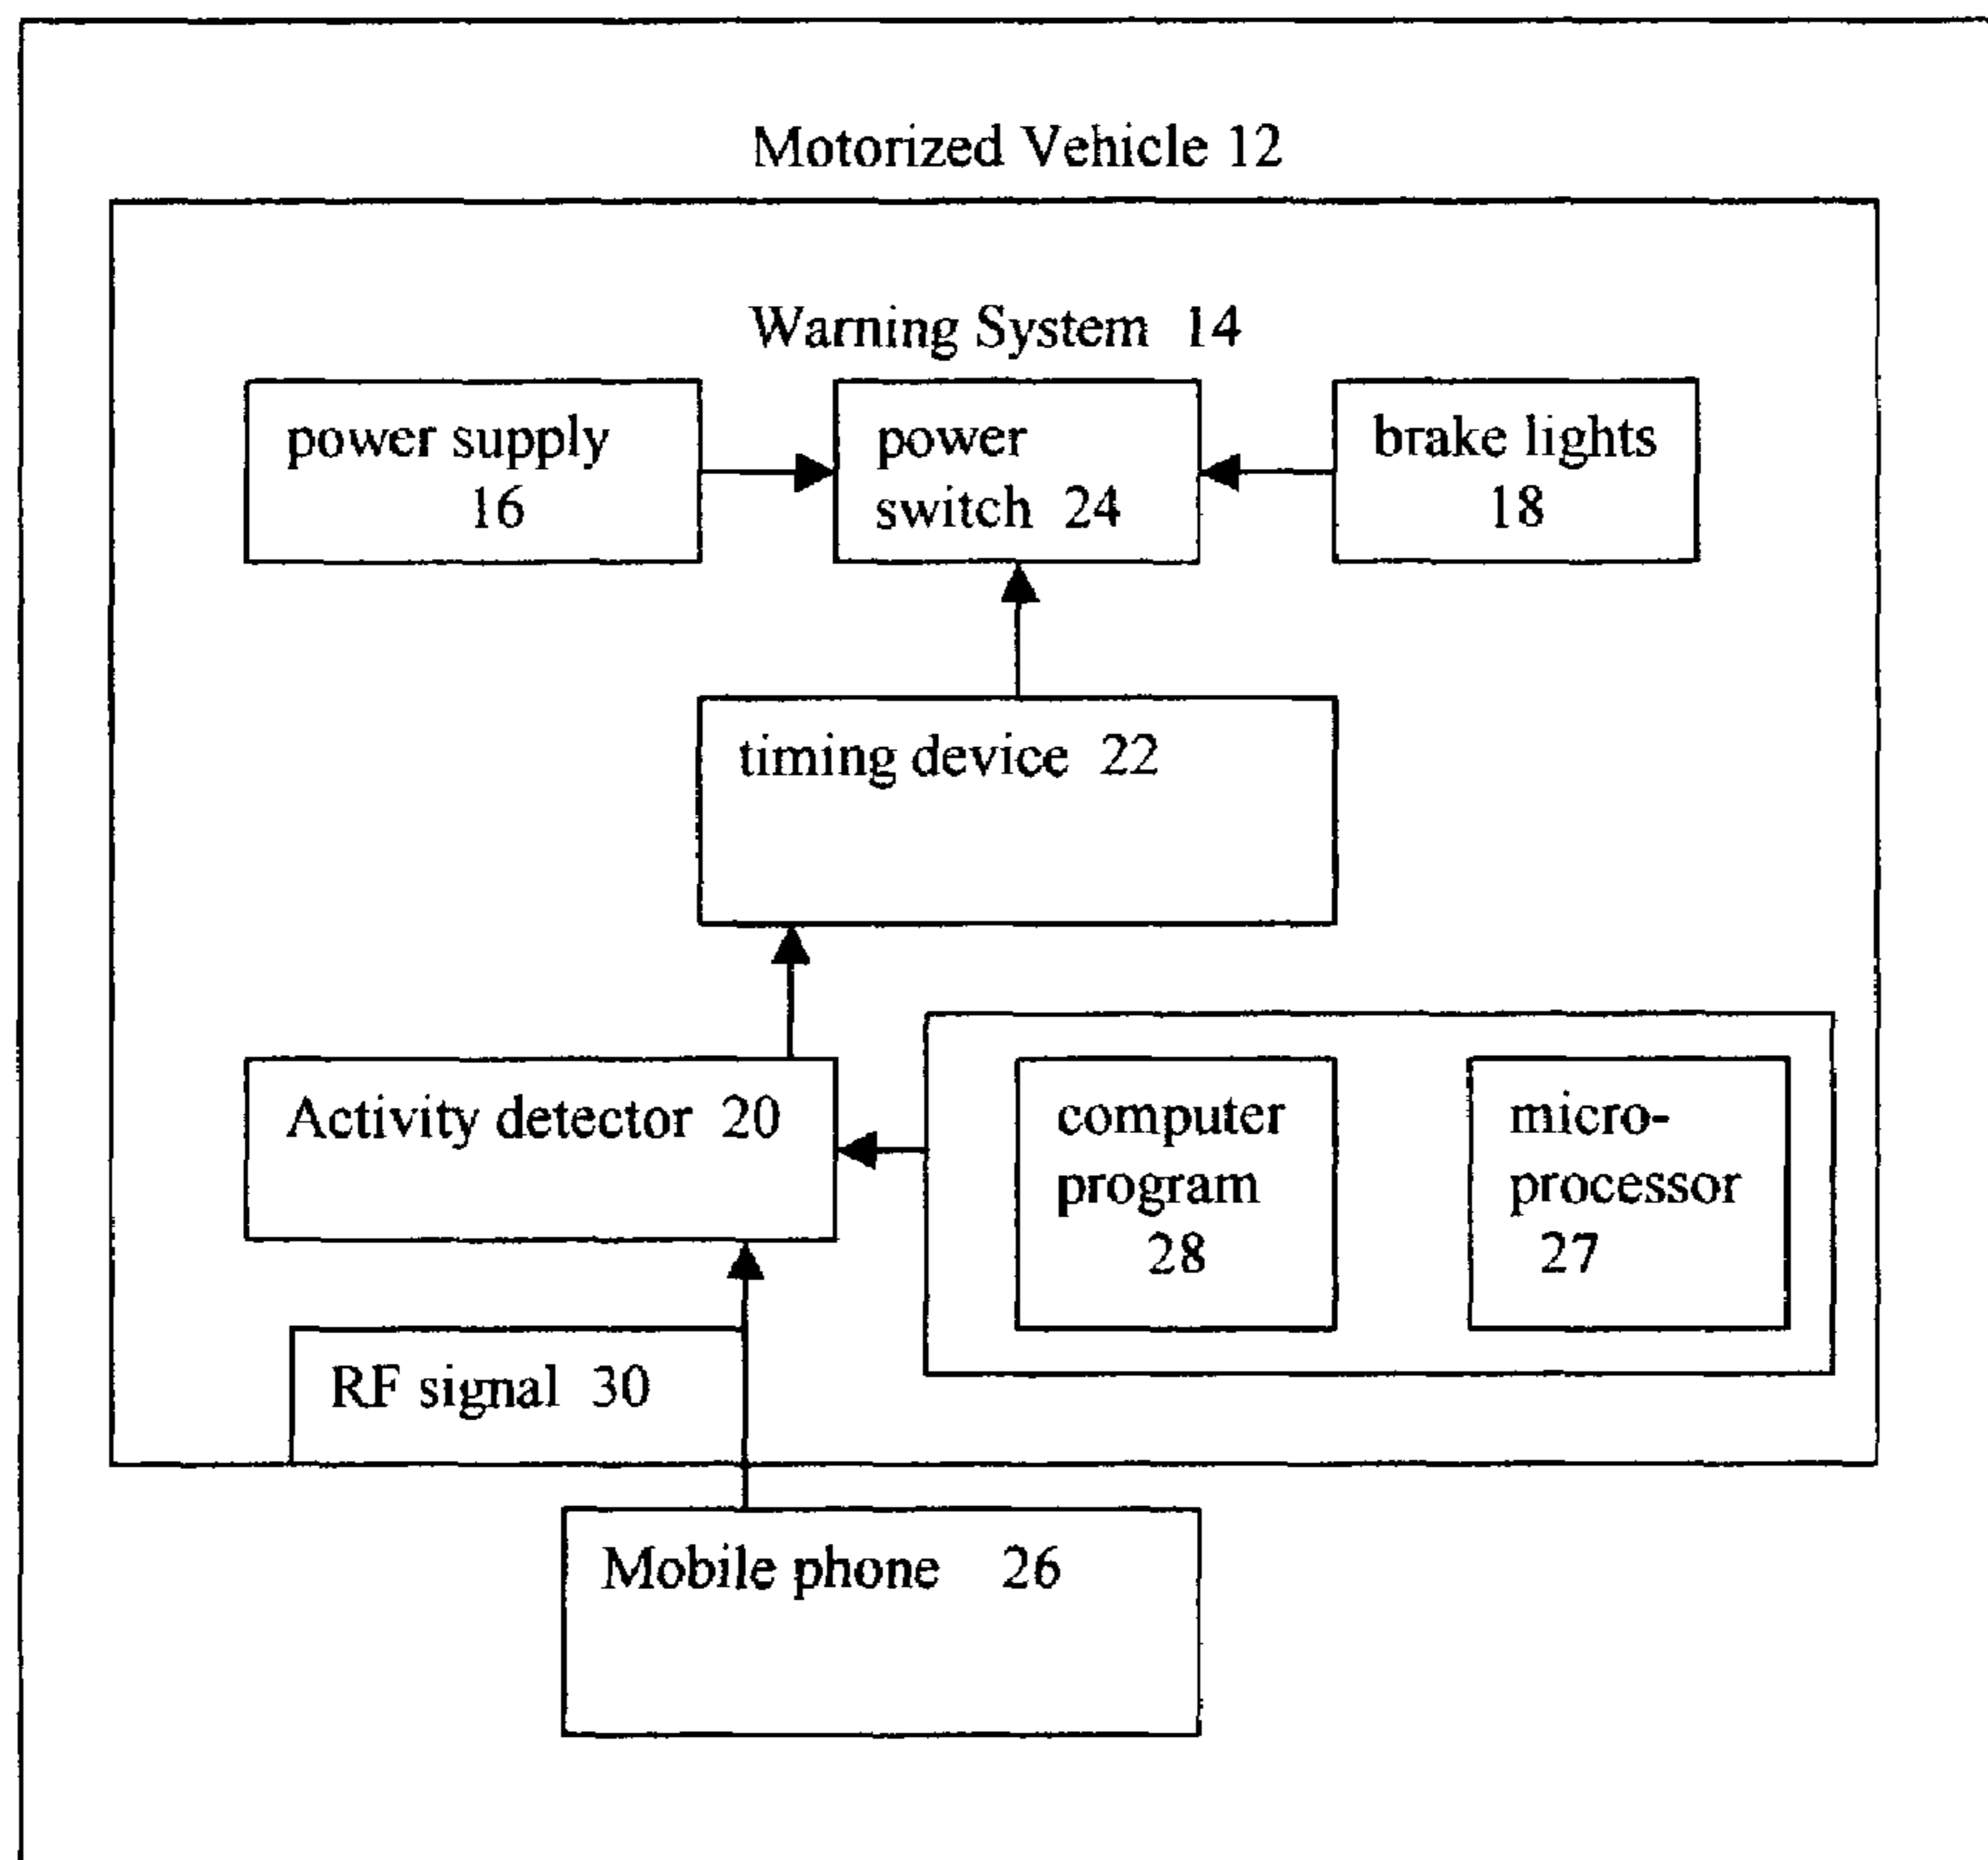 Motorized Vehicle 12
Warning System 14
power supply
16
power
switch 24
brake lights
18
timing device 22
Activity detector 20
computer
program
28
micro-
processor
27
RF signal 30
Mobile phone 26